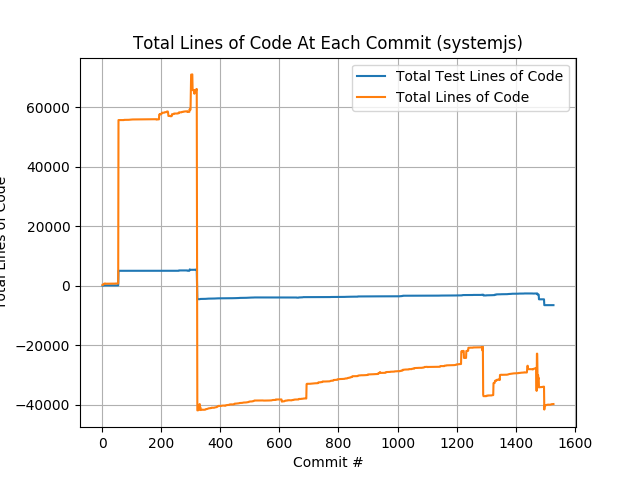 Total Lines of Code At Each Commit (systemjs)
Total Test Lines of Code
Total Lines of Code
60000
40000
20000
0
−20000
−40000
Total Lines of Code
0 200 400 600 800 1000 1200 1400 1600
Commit #